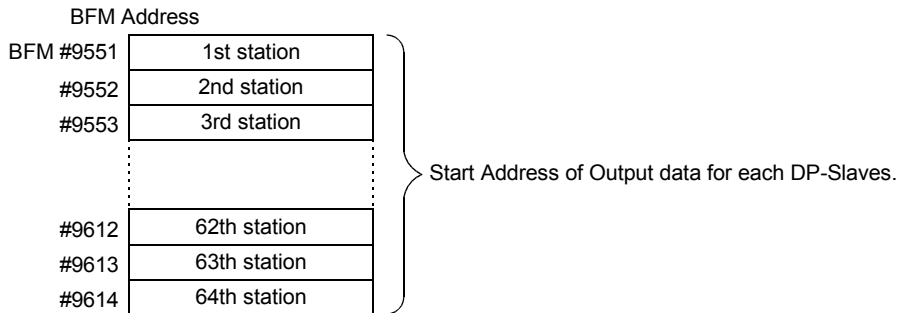 BFM Address
BFM #9551 1st station
#9552 2nd station
#9553 3rd station
Start Address of Output data for each DP-Slaves.
#9612 62th station
#9613 63th station
#9614 64th station